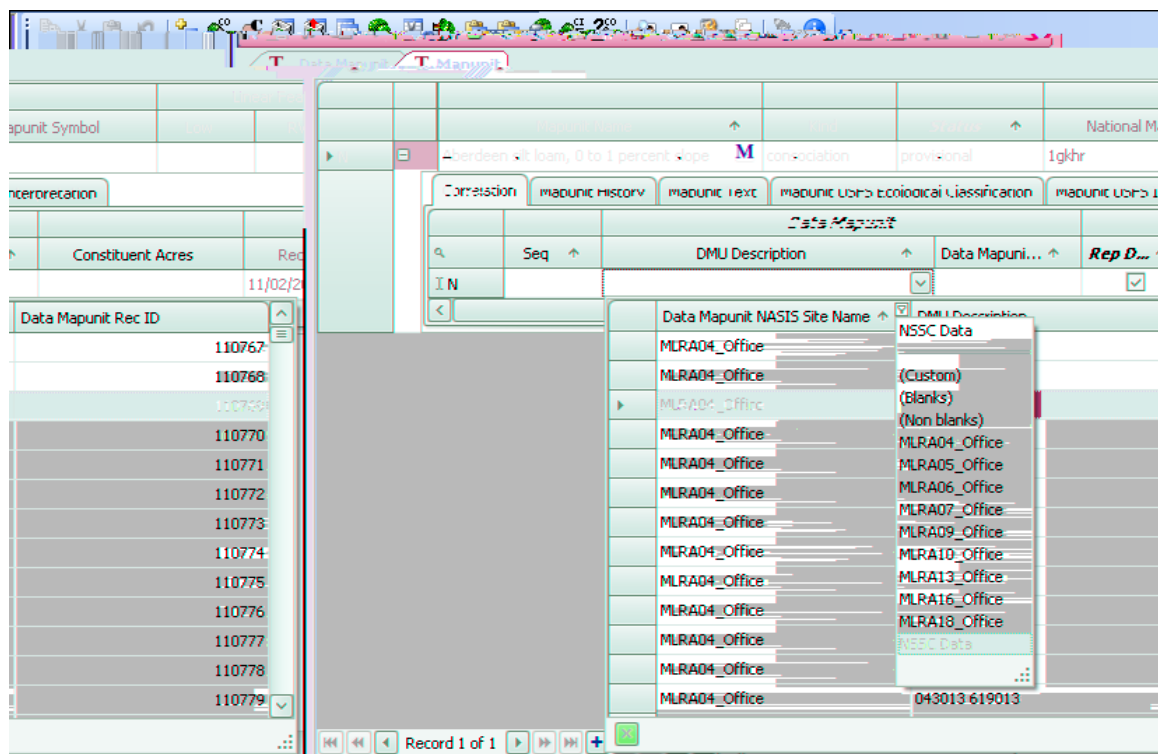 Data Mapunit Mapunit
apunit Symbol
National M
Aberdeen silt loam, 0 to 1 percent slope M consociation provisional 1gkhr
nterpretation
Correlation Mapunit History Mapunit Text Mapunit USFS Ecological Classification
Data Mapunit
Constituent Acres Rec
Seq DMU Description Data Mapuni... Rep D...
11/02/2
N
Data Mapunit Rec ID
110767
110768
110769
110770
110771
110772
110773
110774
110775
110776
110777
110778
110779
Data Mapunit NASIS Site Name DMU Description
MLRA04_Office
MLRA04_Office
MLRA04_Office
MLRA04_Office
MLRA04_Office
MLRA04_Office
MLRA04_Office
MLRA04_Office
MLRA04_Office
MLRA04_Office
MLRA04_Office
MLRA04_Office
MLRA04_Office 043013 619013
NSSC Data
(Custom)
(Blanks)
(Non blanks)
MLRA04_Office
MLRA05_Office
MLRA06_Office
MLRA07_Office
MLRA09_Office
MLRA10_Office
MLRA13_Office
MLRA16_Office
MLRA18_Office
NSSC Data
Record 1 of 1